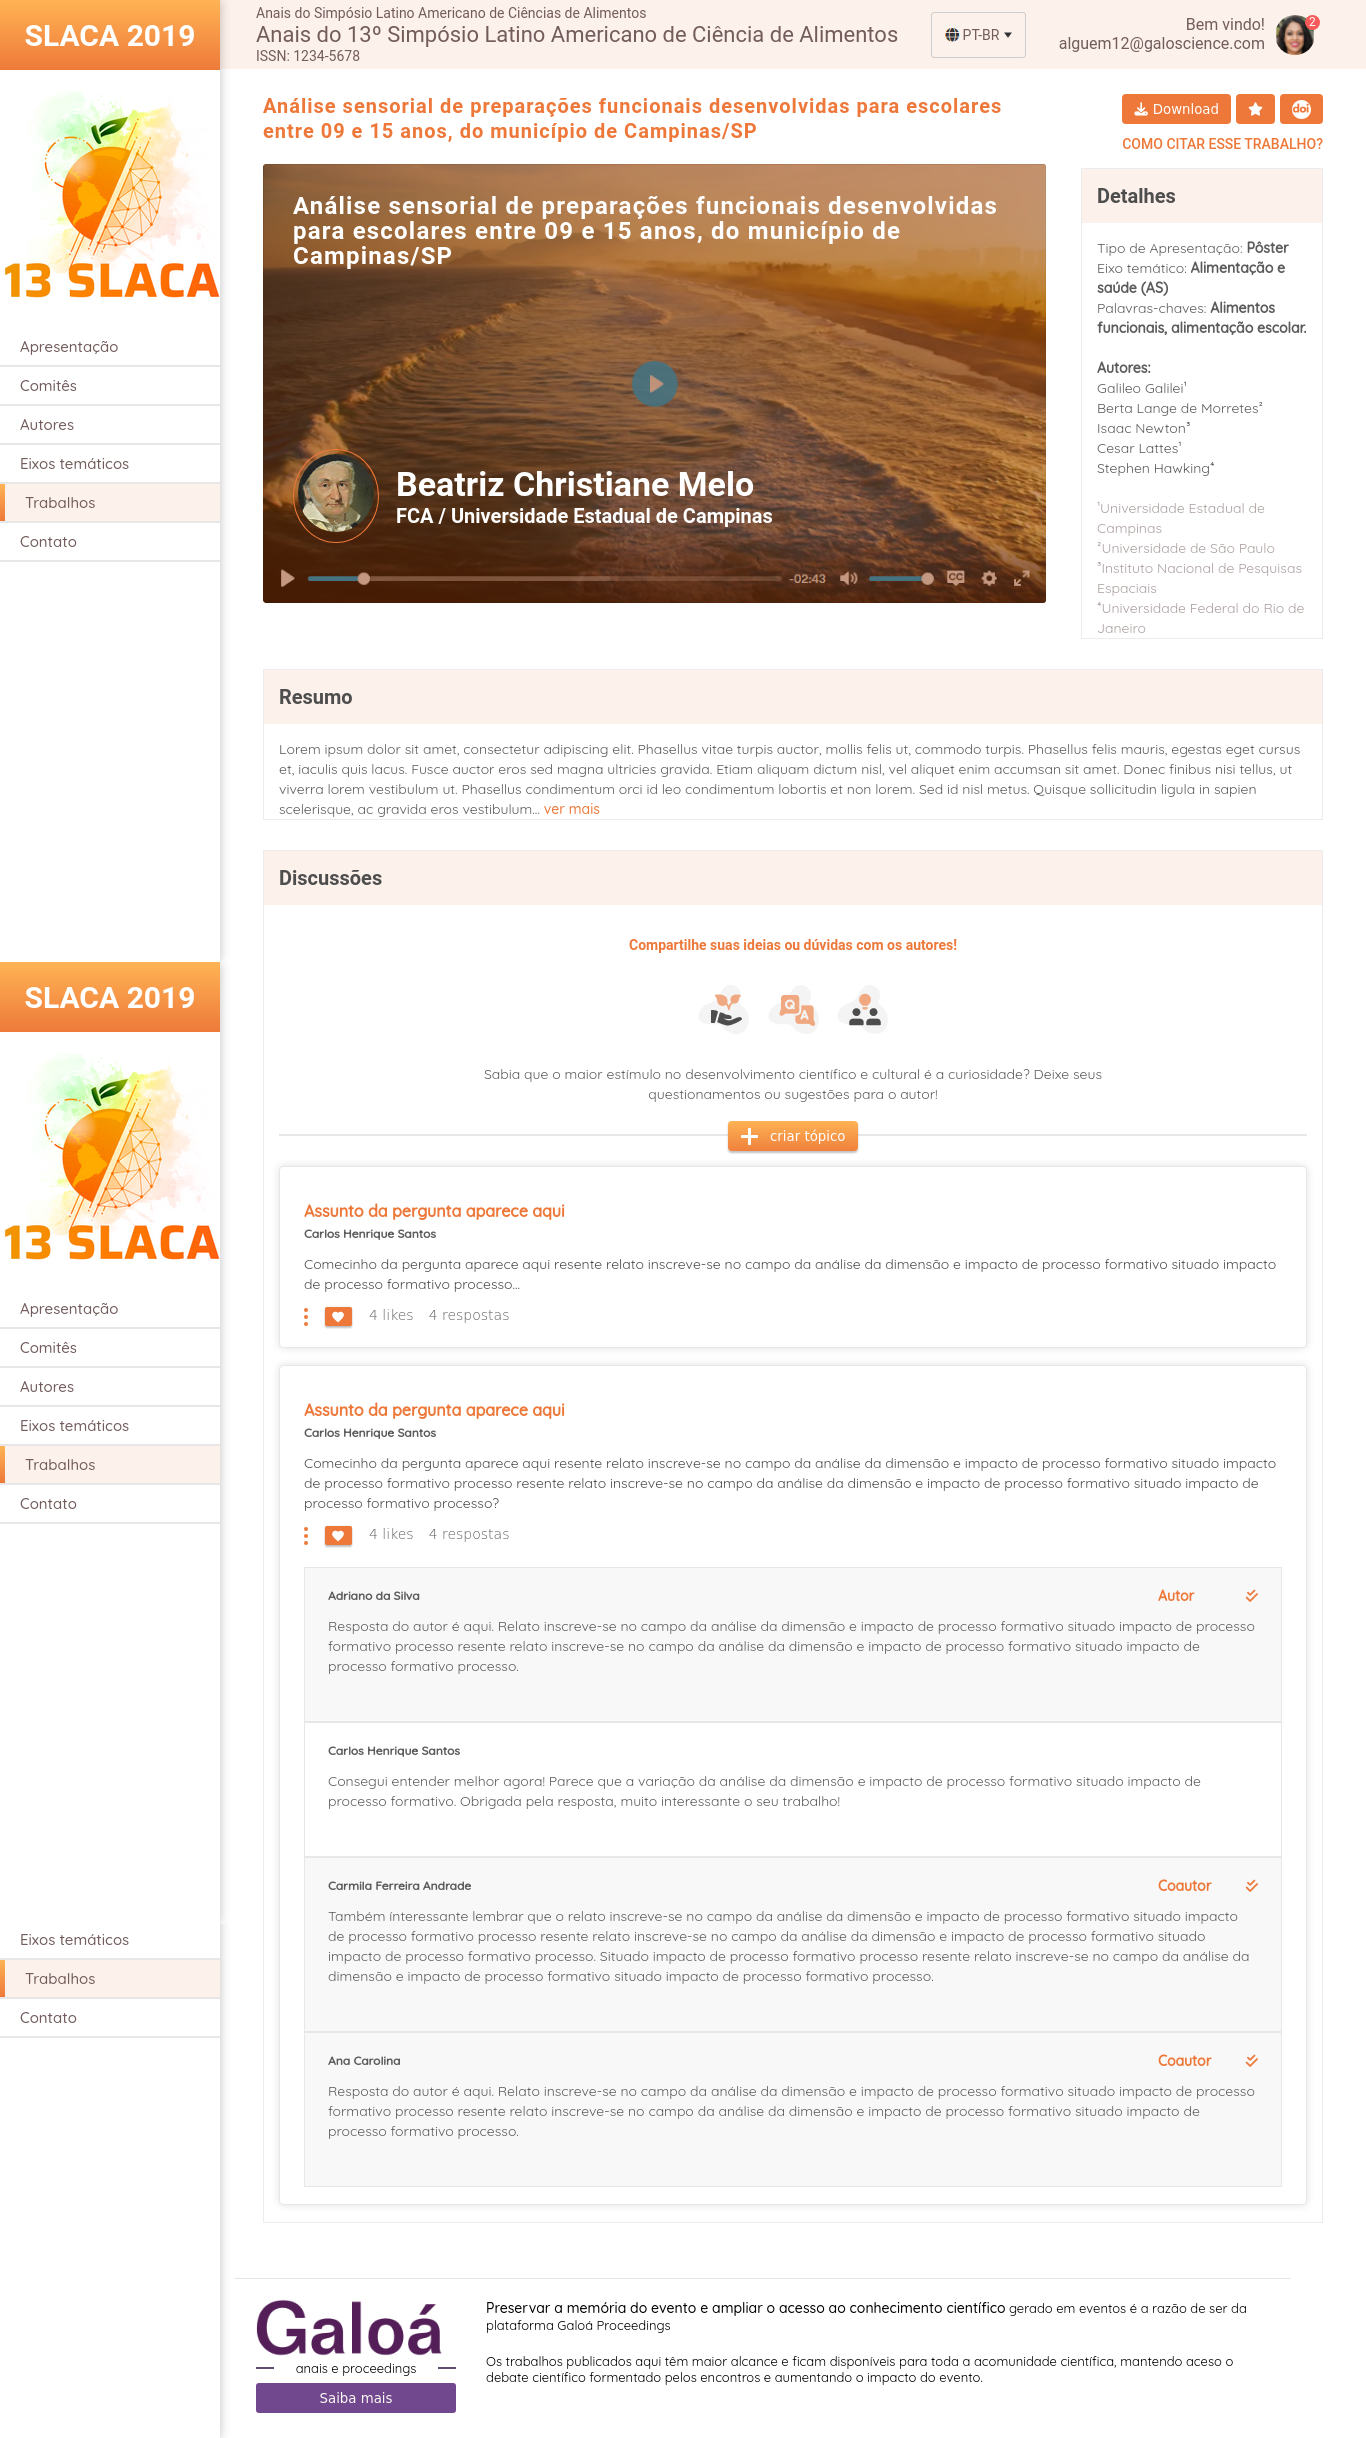 SLACA 2019
Anais do Simpósio Latino Americano de Ciências de Alimentos
Anais do 13º Simpósio Latino Americano de Ciência de Alimentos
ISSN: 1234-5678
PT-BR
Bem vindo!
alguem12@galoscience.com
2
13 SLACA
Apresentação
Comitês
Autores
Eixos temáticos
Trabalhos
Contato
Análise sensorial de preparações funcionais desenvolvidas para escolares
entre 09 e 15 anos, do município de Campinas/SP
Download
doi
COMO CITAR ESSE TRABALHO?
Análise sensorial de preparações funcionais desenvolvidas
para escolares entre 09 e 15 anos, do município de
Campinas/SP
Beatriz Christiane Melo
FCA / Universidade Estadual de Campinas
-02:43
CC
Detalhes
Tipo de Apresentação: Pôster
Eixo temático: Alimentação e
saúde (AS)
Palavras-chaves: Alimentos
funcionais, alimentação escolar.
Autores:
Galileo Galilei¹
Berta Lange de Morretes²
Isaac Newton³
Cesar Lattes¹
Stephen Hawking⁴
¹Universidade Estadual de
Campinas
²Universidade de São Paulo
³Instituto Nacional de Pesquisas
Espaciais
⁴Universidade Federal do Rio de
Janeiro
Resumo
Lorem ipsum dolor sit amet, consectetur adipiscing elit. Phasellus vitae turpis auctor, mollis felis ut, commodo turpis. Phasellus felis mauris, egestas eget cursus
et, iaculis quis lacus. Fusce auctor eros sed magna ultricies gravida. Etiam aliquam dictum nisl, vel aliquet enim accumsan sit amet. Donec finibus nisi tellus, ut
viverra lorem vestibulum ut. Phasellus condimentum orci id leo condimentum lobortis et non lorem. Sed id nisl metus. Quisque sollicitudin ligula in sapien
scelerisque, ac gravida eros vestibulum... ver mais
Discussões
Compartilhe suas ideias ou dúvidas com os autores!
Q
A
Sabia que o maior estímulo no desenvolvimento científico e cultural é a curiosidade? Deixe seus
questionamentos ou sugestões para o autor!
criar tópico
SLACA 2019
13 SLACA
Apresentação
Comitês
Autores
Eixos temáticos
Trabalhos
Contato
Assunto da pergunta aparece aqui
Carlos Henrique Santos
Comecinho da pergunta aparece aqui resente relato inscreve-se no campo da análise da dimensão e impacto de processo formativo situado impacto
de processo formativo processo...
4 likes 4 respostas
Assunto da pergunta aparece aqui
Carlos Henrique Santos
Comecinho da pergunta aparece aqui resente relato inscreve-se no campo da análise da dimensão e impacto de processo formativo situado impacto
de processo formativo processo resente relato inscreve-se no campo da análise da dimensão e impacto de processo formativo situado impacto de
processo formativo processo?
4 likes 4 respostas
Adriano da Silva
Autor
Resposta do autor é aqui. Relato inscreve-se no campo da análise da dimensão e impacto de processo formativo situado impacto de processo
formativo processo resente relato inscreve-se no campo da análise da dimensão e impacto de processo formativo situado impacto de
processo formativo processo.
Carlos Henrique Santos
Consegui entender melhor agora! Parece que a variação da análise da dimensão e impacto de processo formativo situado impacto de
processo formativo. Obrigada pela resposta, muito interessante o seu trabalho!
Carmila Ferreira Andrade
Coautor
Também ínteressante lembrar que o relato inscreve-se no campo da análise da dimensão e impacto de processo formativo situado impacto
de processo formativo processo resente relato inscreve-se no campo da análise da dimensão e impacto de processo formativo situado
impacto de processo formativo processo. Situado impacto de processo formativo processo resente relato inscreve-se no campo da análise da
dimensão e impacto de processo formativo situado impacto de processo formativo processo.
Ana Carolina
Coautor
Resposta do autor é aqui. Relato inscreve-se no campo da análise da dimensão e impacto de processo formativo situado impacto de processo
formativo processo resente relato inscreve-se no campo da análise da dimensão e impacto de processo formativo situado impacto de
processo formativo processo.
Eixos temáticos
Trabalhos
Contato
Galoá
anais e proceedings
Saiba mais
Preservar a memória do evento e ampliar o acesso ao conhecimento científico gerado em eventos é a razão de ser da
plataforma Galoá Proceedings
Os trabalhos publicados aqui têm maior alcance e ficam disponíveis para toda a acomunidade científica, mantendo aceso o
debate científico formentado pelos encontros e aumentando o impacto do evento.